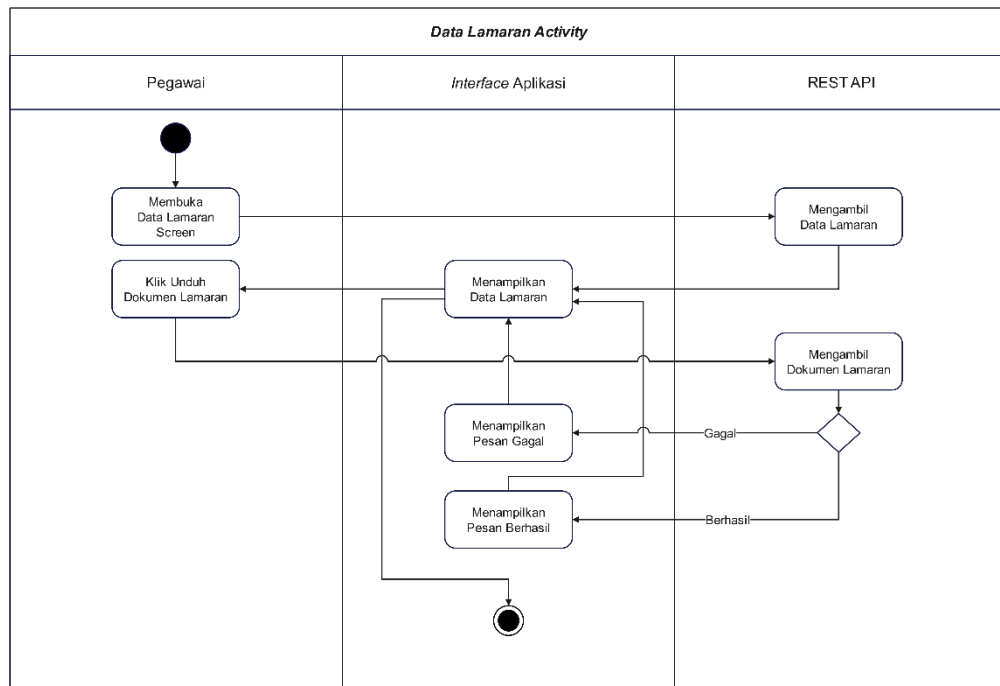 Data Lamaran Activity
Pegawai
Interface Aplikasi
REST API
Membuka
Data Lamaran
Screen
Mengambil
Data Lamaran
Klik Unduh
Dokumen Lamaran
Menampilkan
Data Lamaran
Mengambil
Dokumen Lamaran
Menampilkan
Pesan Gagal
Gagal
Menampilkan
Pesan Berhasil
Berhasil